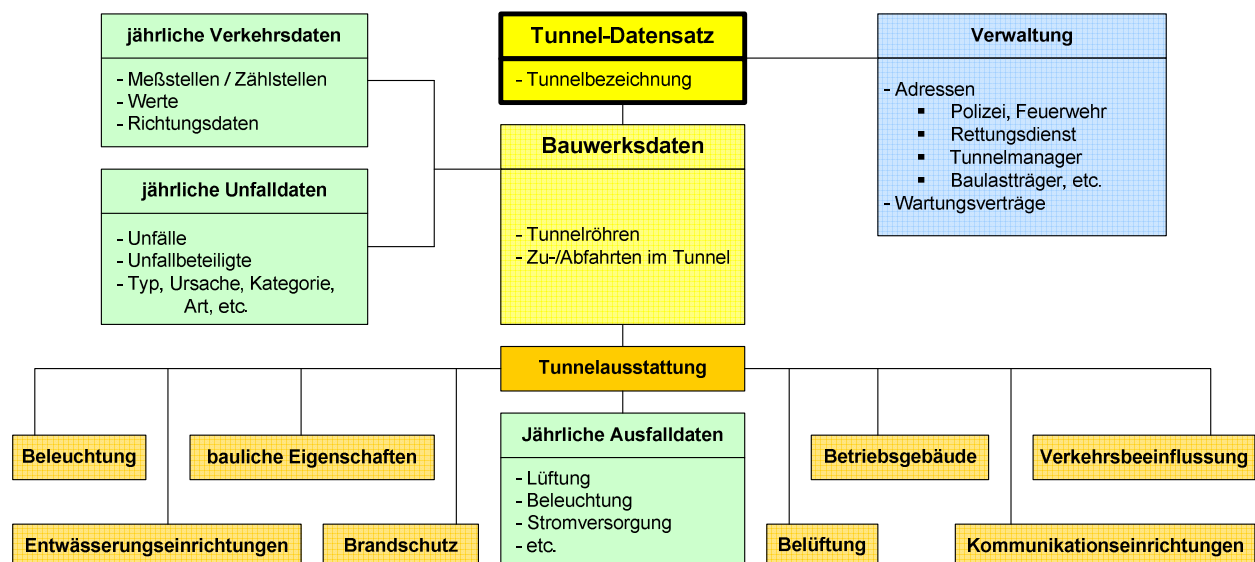 jährliche Verkehrsdaten
- Meßstellen / Zählstellen
- Werte
- Richtungsdaten
Tunnel-Datensatz
- Tunnelbezeichnung
Verwaltung
- Adressen
▪ Polizei, Feuerwehr
▪ Rettungsdienst
▪ Tunnelmanager
▪ Baulastträger, etc.
- Wartungsverträge
jährliche Unfalldaten
- Unfälle
- Unfallbeteiligte
- Typ, Ursache, Kategorie,
Art, etc.
Bauwerksdaten
- Tunnelröhren
- Zu-/Abfahrten im Tunnel
Tunnelausstattung
Beleuchtung
bauliche Eigenschaften
Entwässerungseinrichtungen
Brandschutz
Jährliche Ausfalldaten
- Lüftung
- Beleuchtung
- Stromversorgung
- etc.
Betriebsgebäude
Verkehrsbeeinflussung
Belüftung
Kommunikationseinrichtungen